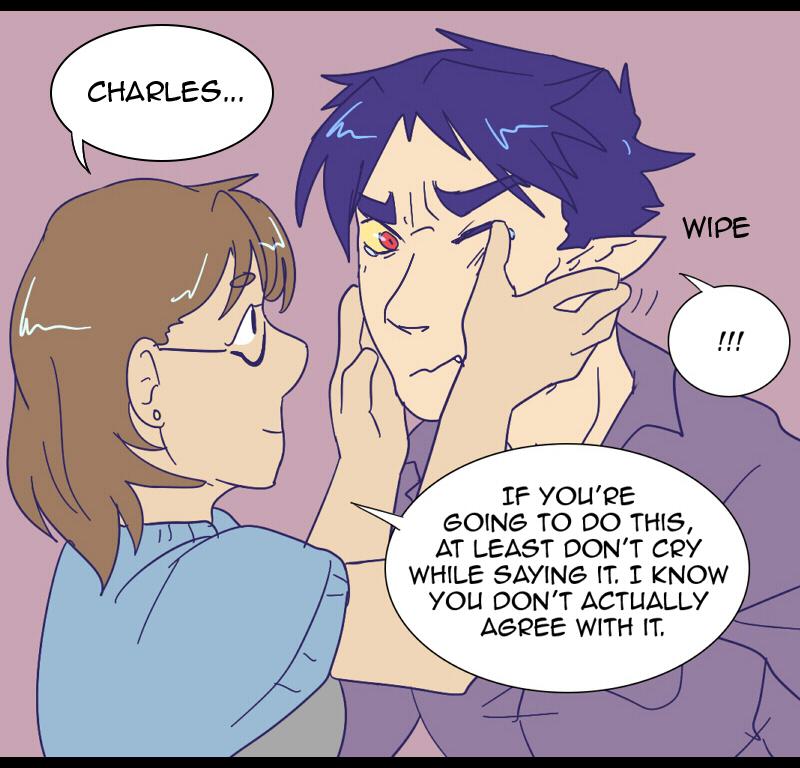 CHARLES...
WIPE
!!!
IF YOU'RE
GOING TO DO THIS,
AT LEAST DON'T CRY
WHILE SAYING IT. I KNOW
YOU DON'T ACTUALLY
AGREE WITH IT.